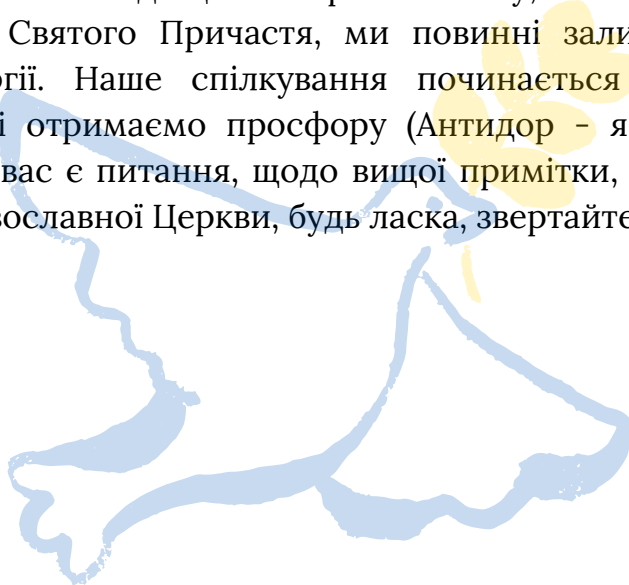 Святого Причастя, ми повинні зали
гії. Наше спілкування починається
і отримаємо просфору (Антидор - я
вас є питання, щодо вищої примітки,
вославної Церкви, будь ласка, звертайте